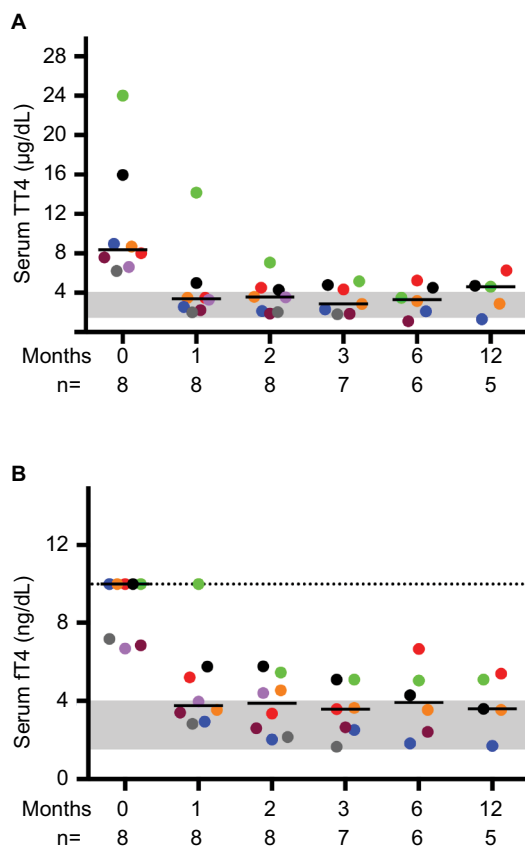 A
Serum TT4 (µg/dL)
28
24
20
16
12
8
4
Months 0 1 2 3 6 12
n= 8 8 8 7 6 5
B
Serum fT4 (ng/dL)
12
8
4
0
Months 0 1 2 3 6 12
n= 8 8 8 7 6 5